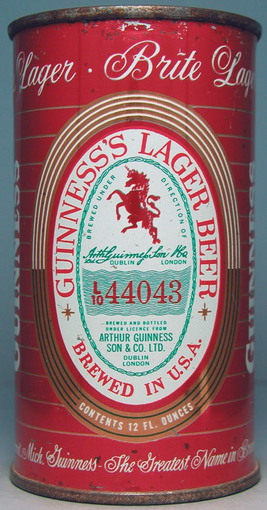 Lager · Brite Lag
GUINNESS'S LAGER BEER
BREWED UNDER DIRECTION OF
Arth Guinness Son & Co
DUBLIN LONDON
L/10 44043
BREWED AND BOTTLED
UNDER LICENCE FROM
ARTHUR GUINNESS
SON & CO. LTD.
DUBLIN
LONDON
BREWED IN U.S.A.
CONTENTS 12 FL. OUNCES
Mich. Guinness · The Greatest Name in